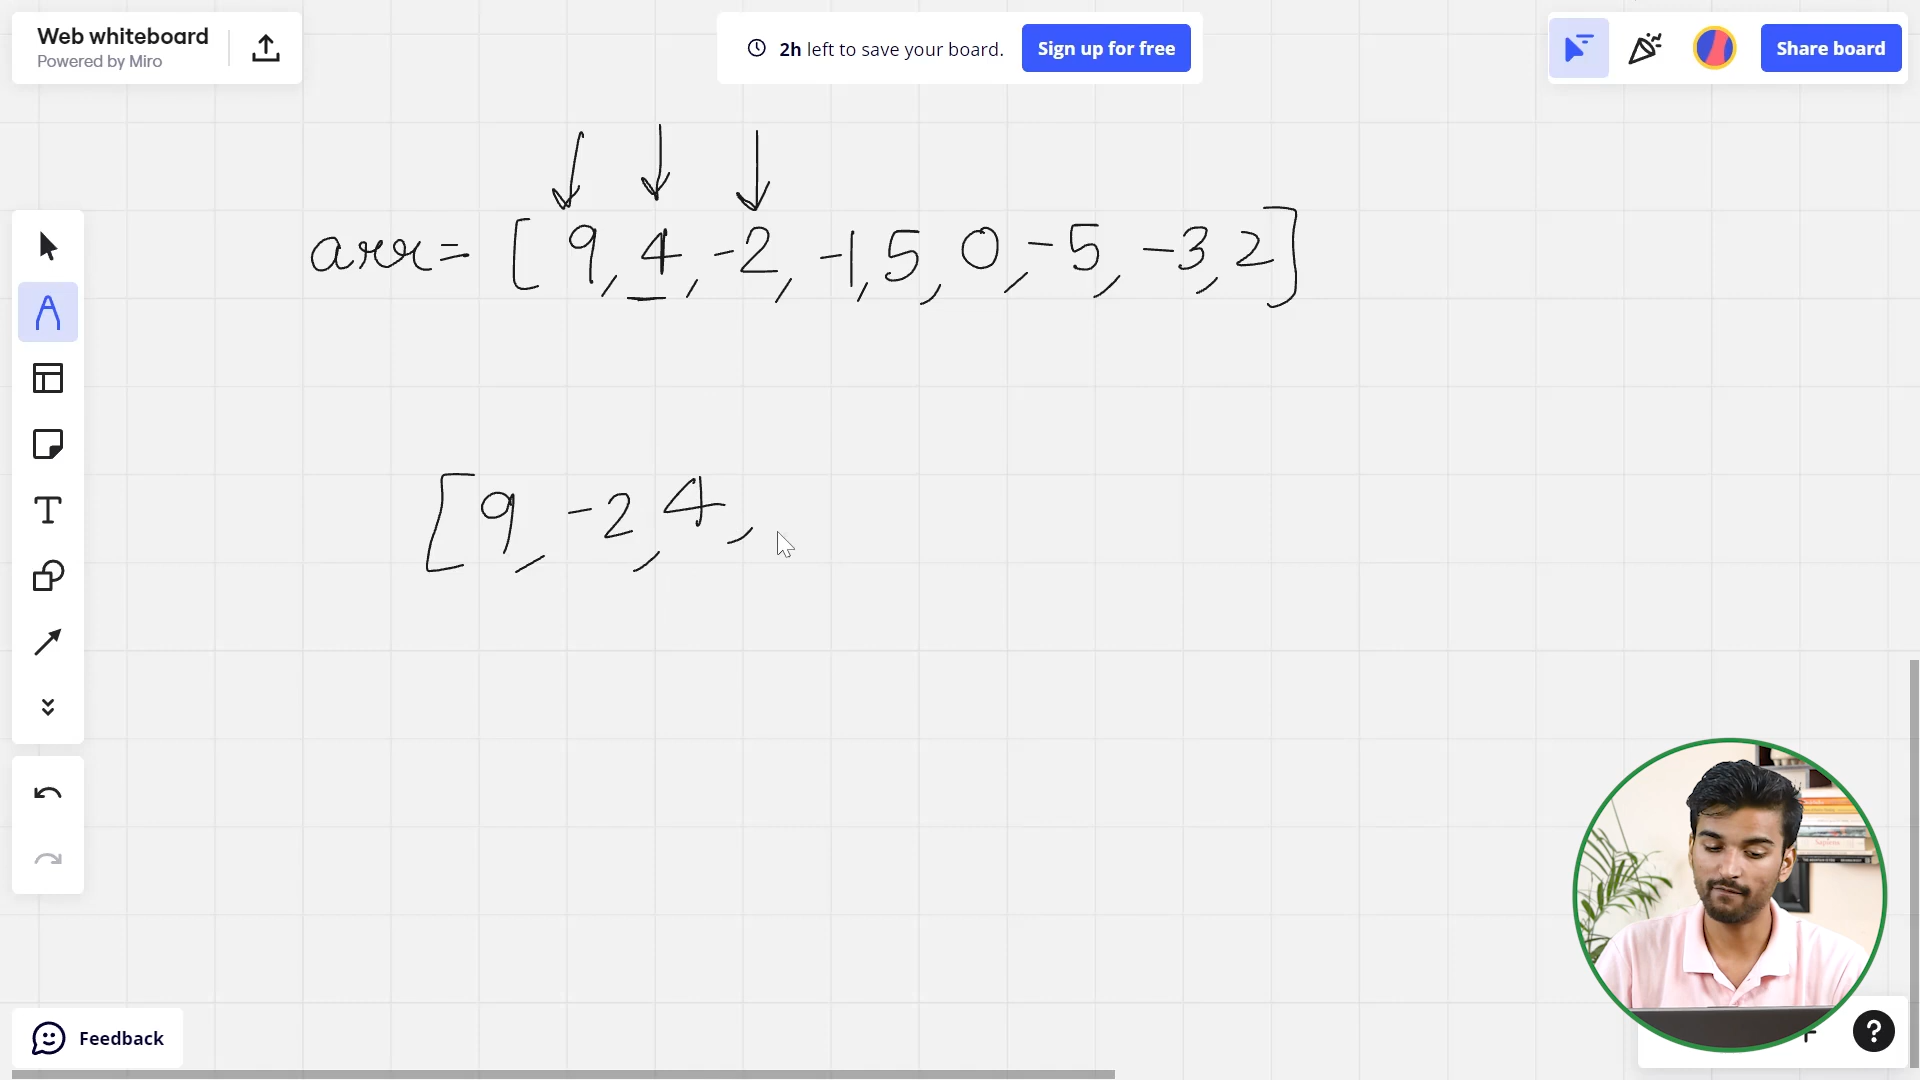 Web whiteboard
Powered by Miro
2h left to save your board.
Sign up for free
Share board
arr = [ 9, 4, -2, -1, 5, 0, -5, -3, 2]
[9, -2, 4,
Feedback
?